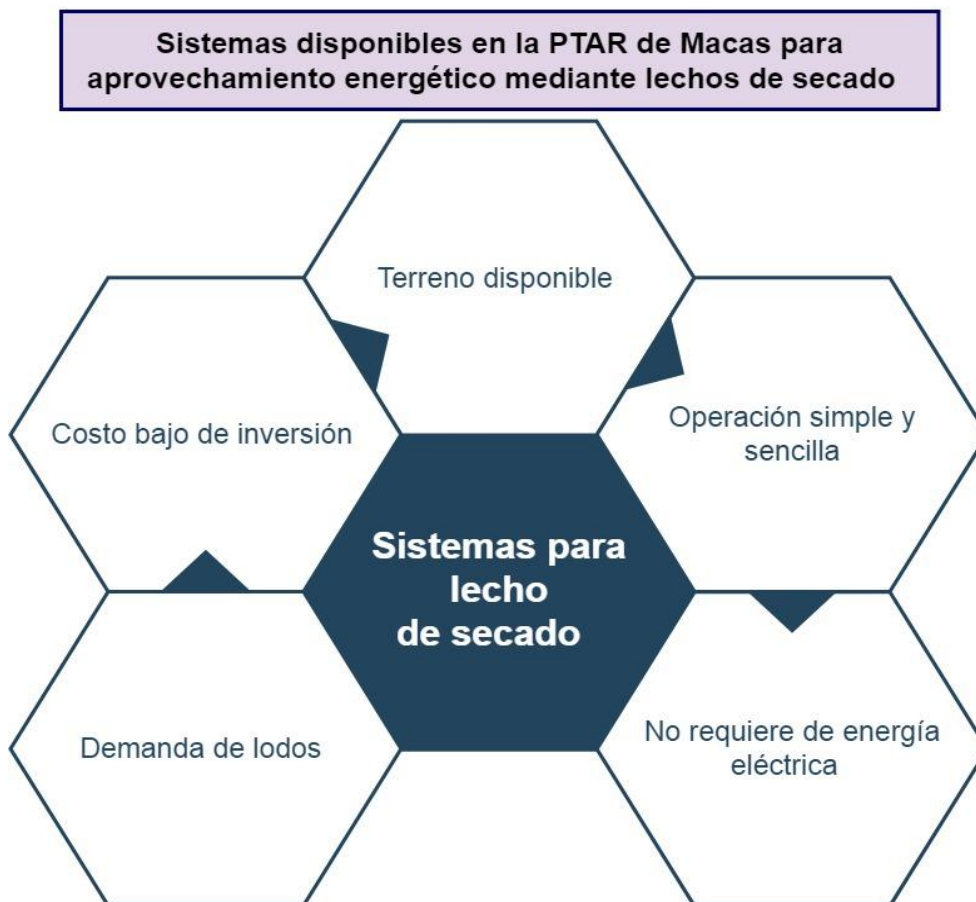 Sistemas disponibles en la PTAR de Macas para
aprovechamiento energético mediante lechos de secado
Terreno disponible
Costo bajo de inversión
Operación simple y
sencilla
Sistemas para
lecho
de secado
Demanda de lodos
No requiere de energía
eléctrica